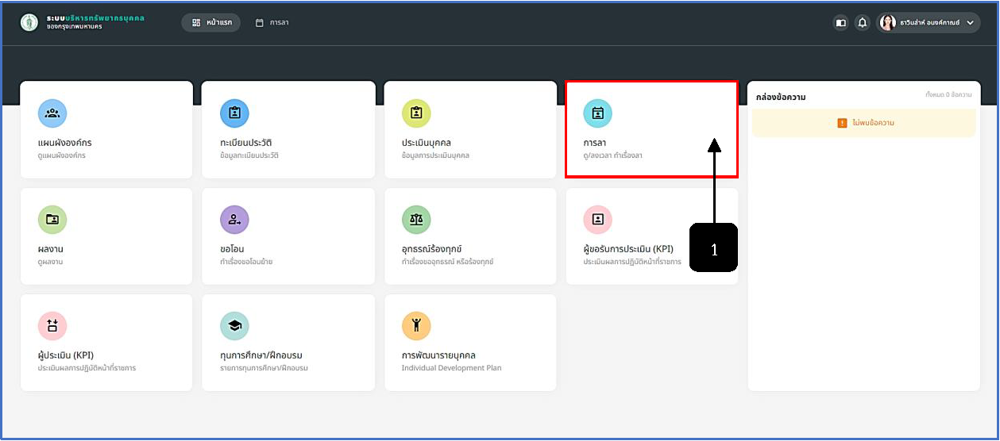 ระบบบริหารทรัพยากรบุคคล
ของกรุงเทพมหานคร
หน้าแรก
การลา
ธาวินส่าห์ อนงค์กาณย์
แผนผังองค์กร
ดูแผนผังองค์กร
ทะเบียนประวัติ
ข้อมูลทะเบียนประวัติ
ประเมินบุคคล
ข้อมูลการประเมินบุคคล
การลา
ดู/ลงเวลา ทำเรื่องลา
กล่องข้อความ
ทั้งหมด 0 ข้อความ
ไม่พบข้อความ
ผลงาน
ดูผลงาน
ขอโอน
ทำเรื่องขอโอนย้าย
อุทธรณ์ร้องทุกข์
ทำเรื่องขออุทธรณ์ หรือร้องทุกข์
ผู้ขอรับการประเมิน (KPI)
ประเมินผลการปฏิบัติหน้าที่ราชการ
1
ผู้ประเมิน (KPI)
ประเมินผลการปฏิบัติหน้าที่ราชการ
ทุนการศึกษา/ฝึกอบรม
รายการทุนการศึกษา/ฝึกอบรม
การพัฒนารายบุคคล
Individual Development Plan